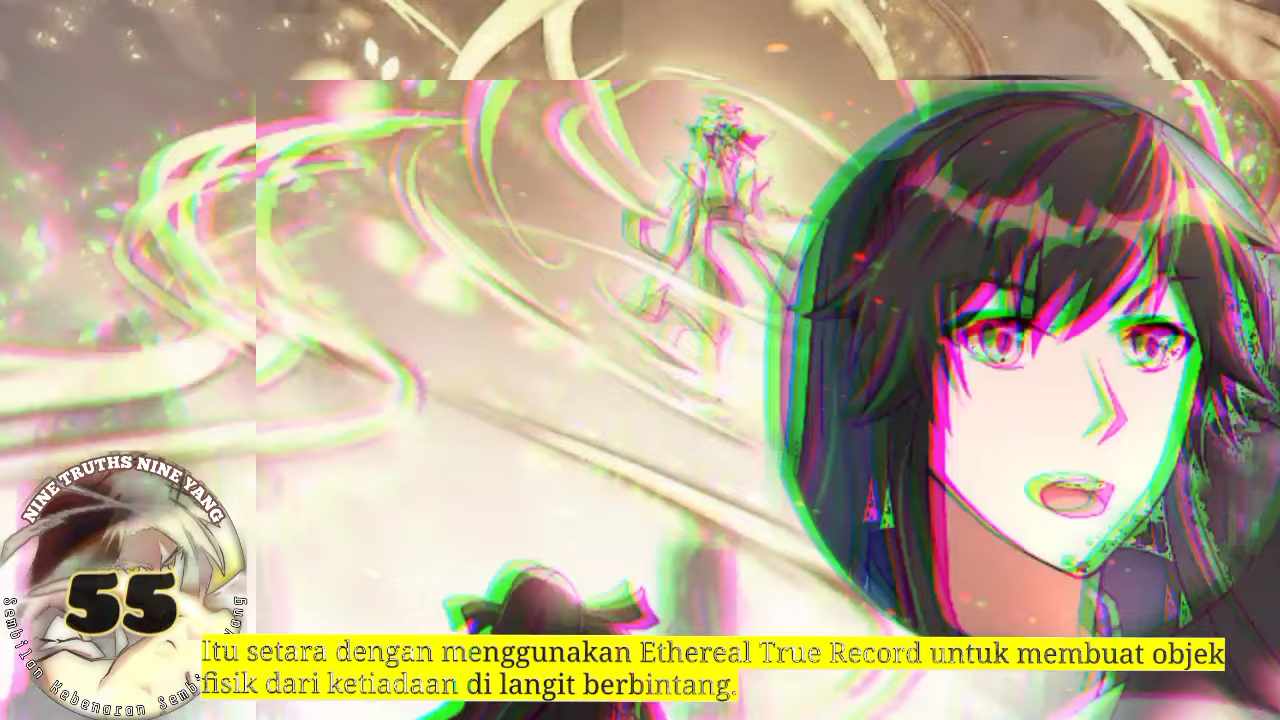 NINE TRUTHS NINE YANG
55
Sembilan Kebenaran Sembilan Yang
Itu setara dengan menggunakan Ethereal True Record untuk membuat objek
fisik dari ketiadaan di langit berbintang.